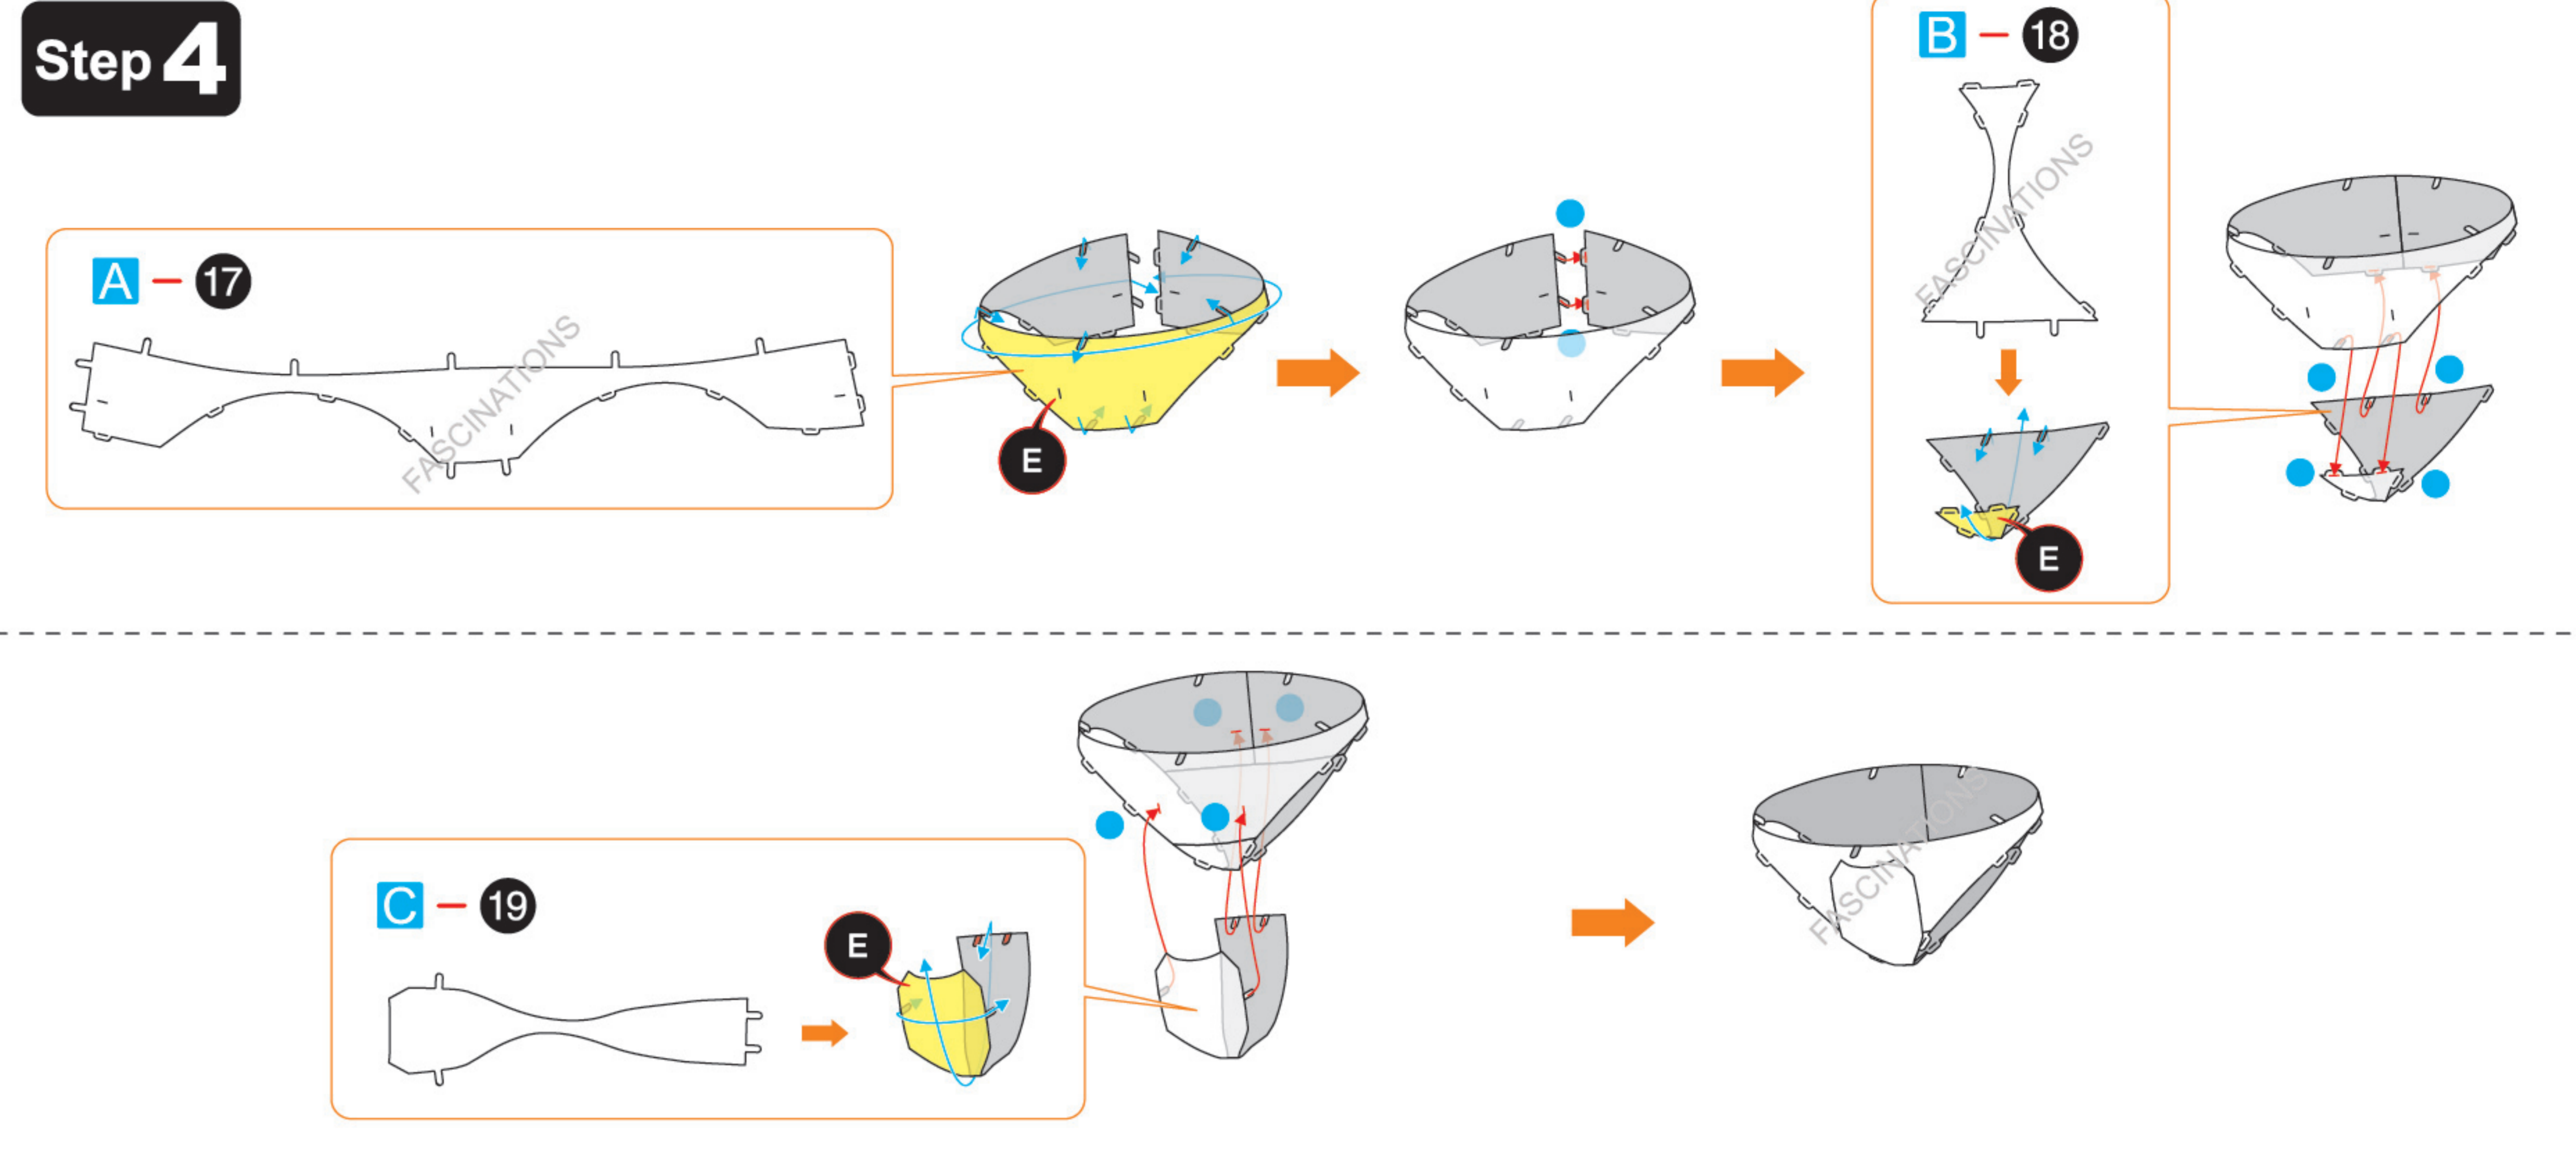 Step 4
A – 17
FASCINATIONS
E
B – 18
FASCINATIONS
E
C – 19
E
FASCINATIONS